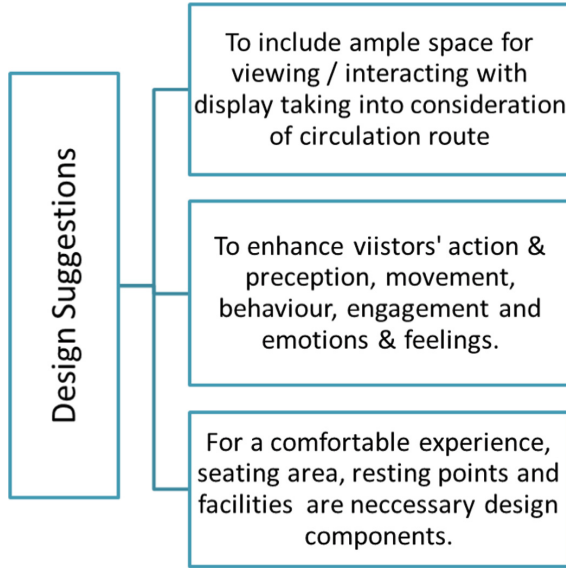 Design Suggestions
To include ample space for
viewing / interacting with
display taking into consideration
of circulation route
To enhance viistors' action &
preception, movement,
behaviour, engagement and
emotions & feelings.
For a comfortable experience,
seating area, resting points and
facilities are neccessary design
components.